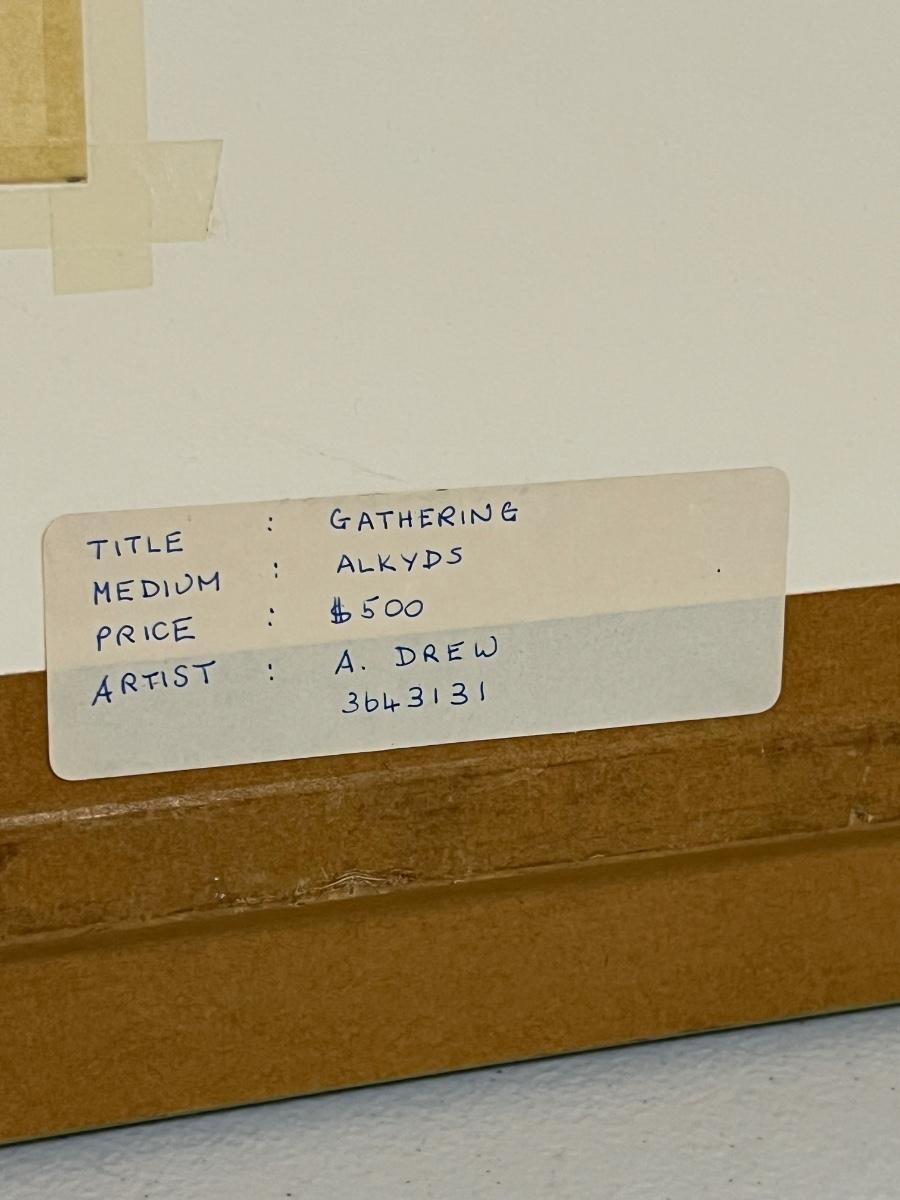 TITLE : GATHERING
MEDIUM : ALKYDS
PRICE : $500
ARTIST : A. DREW
3643131